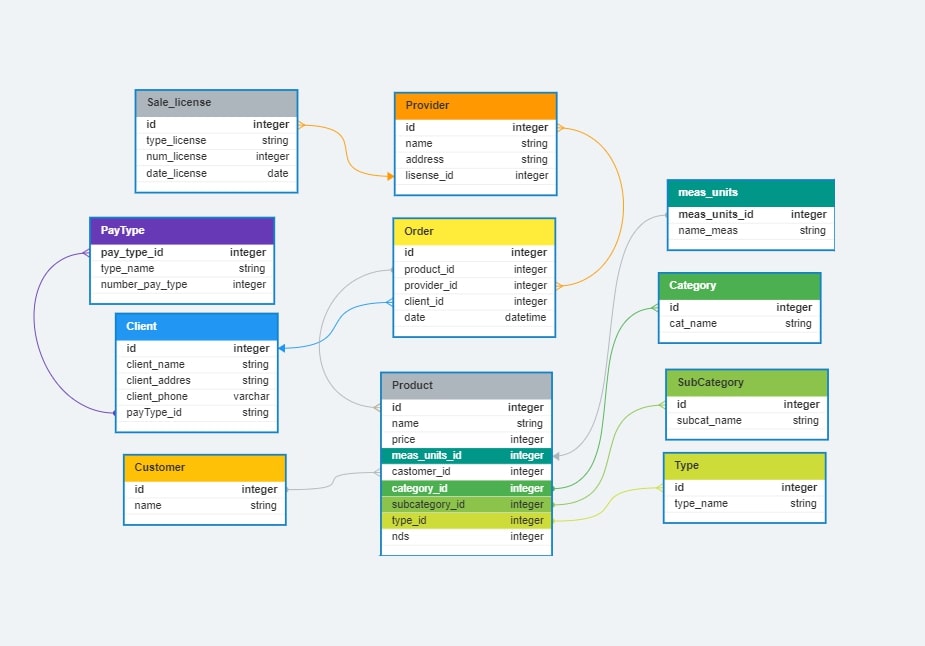 Sale_license
id integer
type_license string
num_license integer
date_license date
Provider
id integer
name string
address string
lisense_id integer
meas_units
meas_units_id integer
name_meas string
PayType
pay_type_id integer
type_name string
number_pay_type integer
Order
id integer
product_id integer
provider_id integer
client_id integer
date datetime
Category
id integer
cat_name string
Client
id integer
client_name string
client_addres string
client_phone varchar
payType_id string
Product
id integer
name string
price integer
meas_units_id integer
castomer_id integer
category_id integer
subcategory_id integer
type_id integer
nds integer
SubCategory
id integer
subcat_name string
Customer
id integer
name string
Type
id integer
type_name string